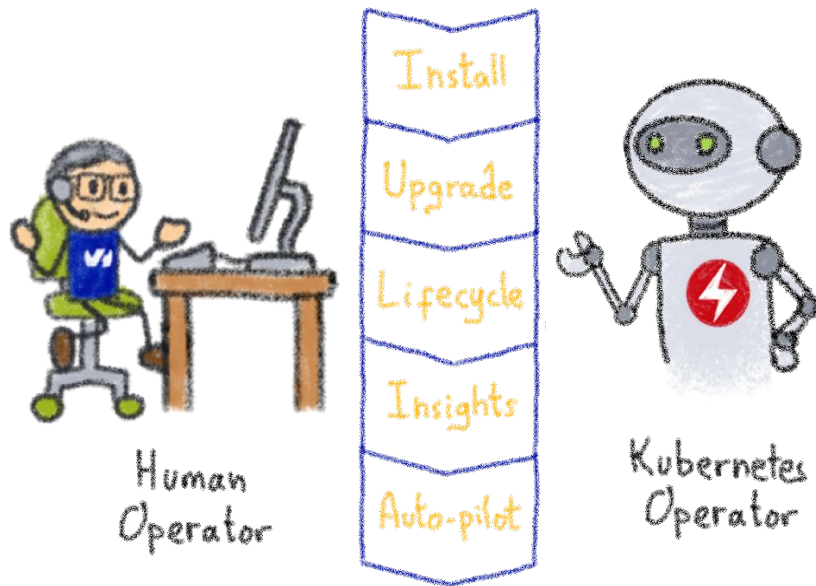 Install
Upgrade
Lifecycle
Insights
Auto-pilot
Human
Operator
Kubernetes
Operator